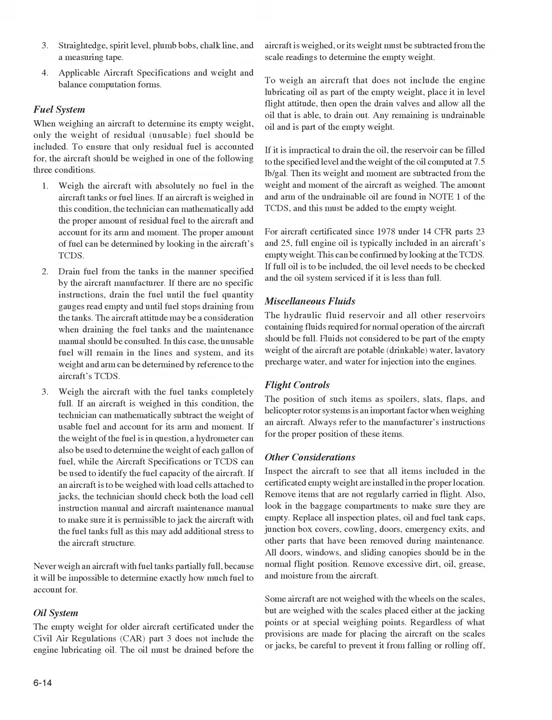 3. Straightedge, spirit level, plumb bobs, chalk line, and
a measuring tape.
4. Applicable Aircraft Specifications and weight and
balance computation forms.
Fuel System
When weighing an aircraft to determine its empty weight,
only the weight of residual (unusable) fuel should be
included. To ensure that only residual fuel is accounted
for, the aircraft should be weighed in one of the following
three conditions.
1. Weigh the aircraft with absolutely no fuel in the
aircraft tanks or fuel lines. If an aircraft is weighed in
this condition, the technician can mathematically add
the proper amount of residual fuel to the aircraft and
account for its arm and moment. The proper amount
of fuel can be determined by looking in the aircraft’s
TCDS.
2. Drain fuel from the tanks in the manner specified
by the aircraft manufacturer. If there are no specific
instructions, drain the fuel until the fuel quantity
gauges read empty and until fuel stops draining from
the tanks. The aircraft attitude may be a consideration
when draining the fuel tanks and the maintenance
manual should be consulted. In this case, the unusable
fuel will remain in the lines and system, and its
weight and arm can be determined by reference to the
aircraft’s TCDS.
3. Weigh the aircraft with the fuel tanks completely
full. If an aircraft is weighed in this condition, the
technician can mathematically subtract the weight of
usable fuel and account for its arm and moment. If
the weight of the fuel is in question, a hydrometer can
also be used to determine the weight of each gallon of
fuel, while the Aircraft Specifications or TCDS can
be used to identify the fuel capacity of the aircraft. If
an aircraft is to be weighed with load cells attached to
jacks, the technician should check both the load cell
instruction manual and aircraft maintenance manual
to make sure it is permissible to jack the aircraft with
the fuel tanks full as this may add additional stress to
the aircraft structure.
Never weigh an aircraft with fuel tanks partially full, because
it will be impossible to determine exactly how much fuel to
account for.
Oil System
The empty weight for older aircraft certificated under the
Civil Air Regulations (CAR) part 3 does not include the
engine lubricating oil. The oil must be drained before the
aircraft is weighed, or its weight must be subtracted from the
scale readings to determine the empty weight.
To weigh an aircraft that does not include the engine
lubricating oil as part of the empty weight, place it in level
flight attitude, then open the drain valves and allow all the
oil that is able, to drain out. Any remaining is undrainable
oil and is part of the empty weight.
If it is impractical to drain the oil, the reservoir can be filled
to the specified level and the weight of the oil computed at 7.5
lb/gal. Then its weight and moment are subtracted from the
weight and moment of the aircraft as weighed. The amount
and arm of the undrainable oil are found in NOTE 1 of the
TCDS, and this must be added to the empty weight.
For aircraft certificated since 1978 under 14 CFR parts 23
and 25, full engine oil is typically included in an aircraft’s
empty weight. This can be confirmed by looking at the TCDS.
If full oil is to be included, the oil level needs to be checked
and the oil system serviced if it is less than full.
Miscellaneous Fluids
The hydraulic fluid reservoir and all other reservoirs
containing fluids required for normal operation of the aircraft
should be full. Fluids not considered to be part of the empty
weight of the aircraft are potable (drinkable) water, lavatory
precharge water, and water for injection into the engines.
Flight Controls
The position of such items as spoilers, slats, flaps, and
helicopter rotor systems is an important factor when weighing
an aircraft. Always refer to the manufacturer’s instructions
for the proper position of these items.
Other Considerations
Inspect the aircraft to see that all items included in the
certificated empty weight are installed in the proper location.
Remove items that are not regularly carried in flight. Also,
look in the baggage compartments to make sure they are
empty. Replace all inspection plates, oil and fuel tank caps,
junction box covers, cowling, doors, emergency exits, and
other parts that have been removed during maintenance.
All doors, windows, and sliding canopies should be in the
normal flight position. Remove excessive dirt, oil, grease,
and moisture from the aircraft.
Some aircraft are not weighed with the wheels on the scales,
but are weighed with the scales placed either at the jacking
points or at special weighing points. Regardless of what
provisions are made for placing the aircraft on the scales
or jacks, be careful to prevent it from falling or rolling off,
6-14